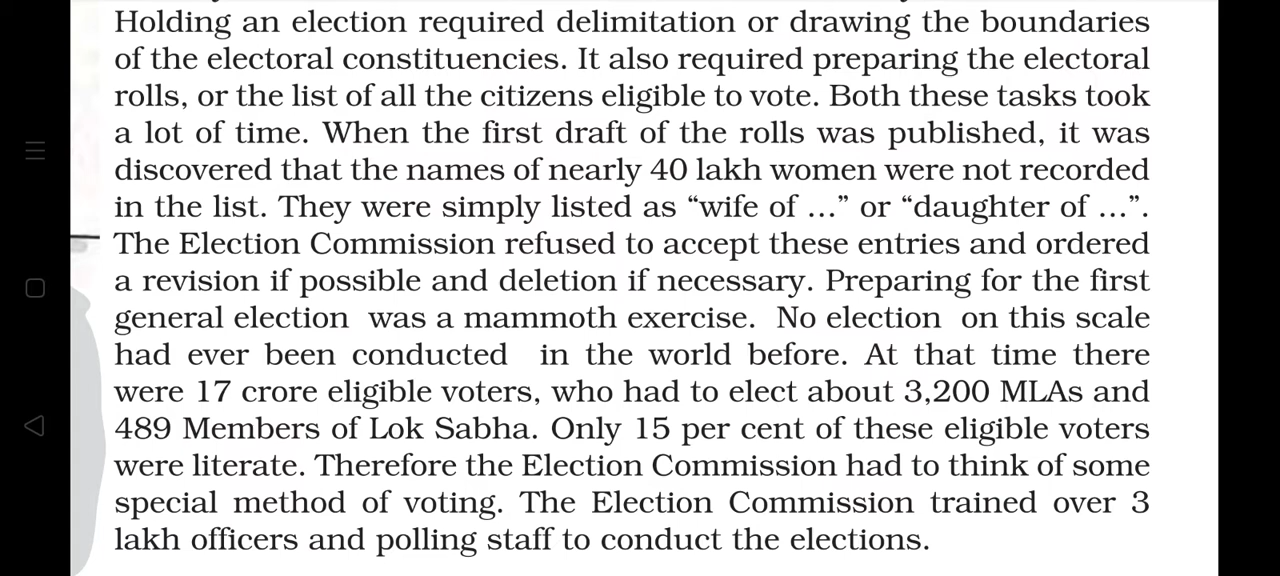 Holding an election required delimitation or drawing the boundaries
of the electoral constituencies. It also required preparing the electoral
rolls, or the list of all the citizens eligible to vote. Both these tasks took
a lot of time. When the first draft of the rolls was published, it was
discovered that the names of nearly 40 lakh women were not recorded
in the list. They were simply listed as “wife of ...” or “daughter of ...”.
The Election Commission refused to accept these entries and ordered
a revision if possible and deletion if necessary. Preparing for the first
general election was a mammoth exercise. No election on this scale
had ever been conducted in the world before. At that time there
were 17 crore eligible voters, who had to elect about 3,200 MLAs and
489 Members of Lok Sabha. Only 15 per cent of these eligible voters
were literate. Therefore the Election Commission had to think of some
special method of voting. The Election Commission trained over 3
lakh officers and polling staff to conduct the elections.